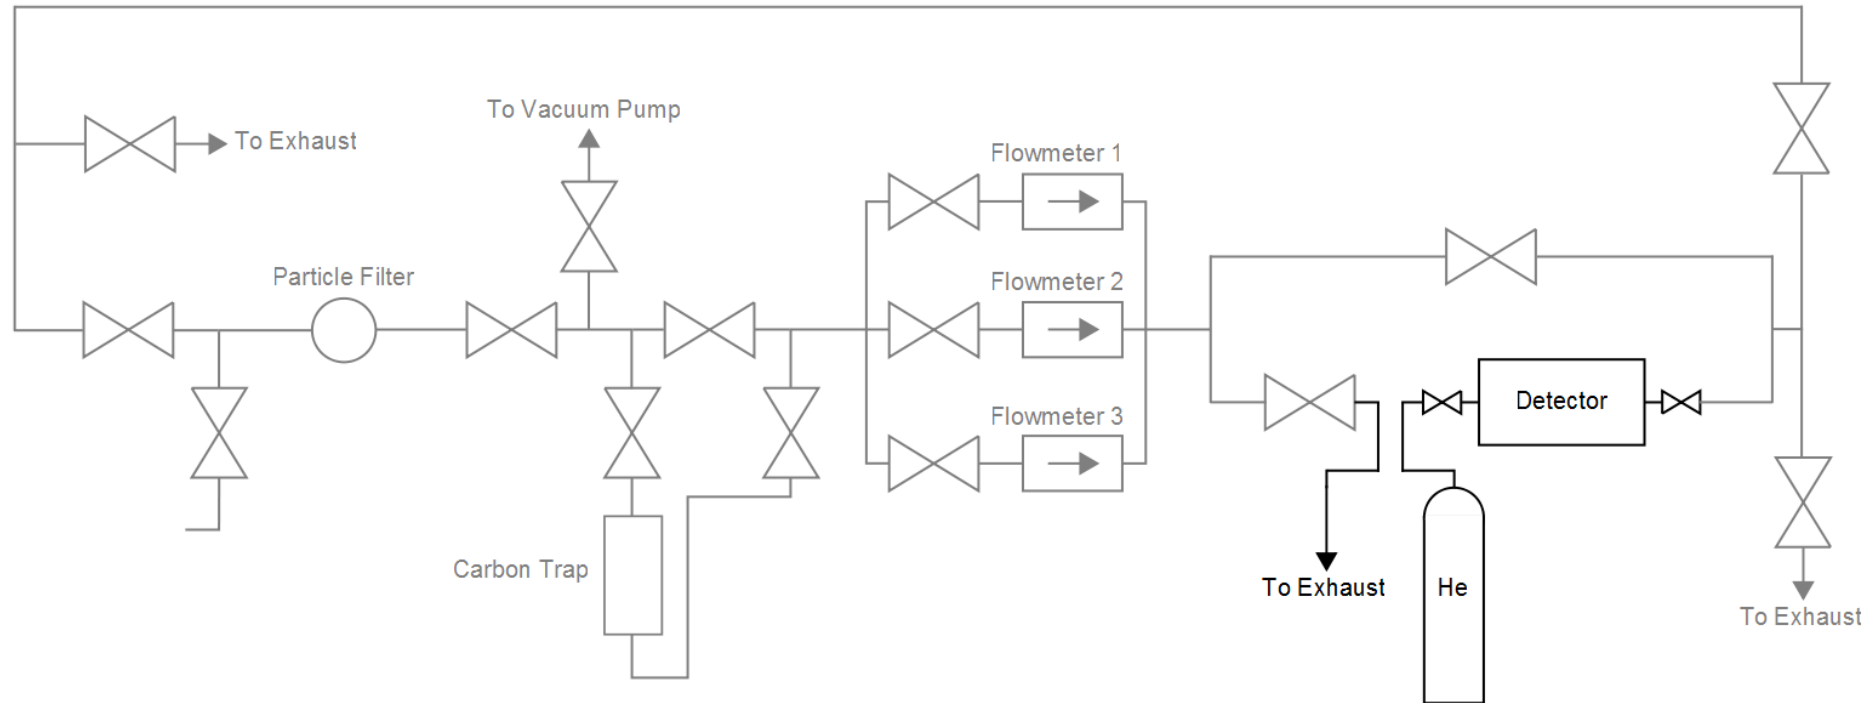 To Vacuum Pump
To Exhaust
Flowmeter 1
Particle Filter
Flowmeter 2
Detector
Flowmeter 3
Carbon Trap
To Exhaust
He
To Exhaust